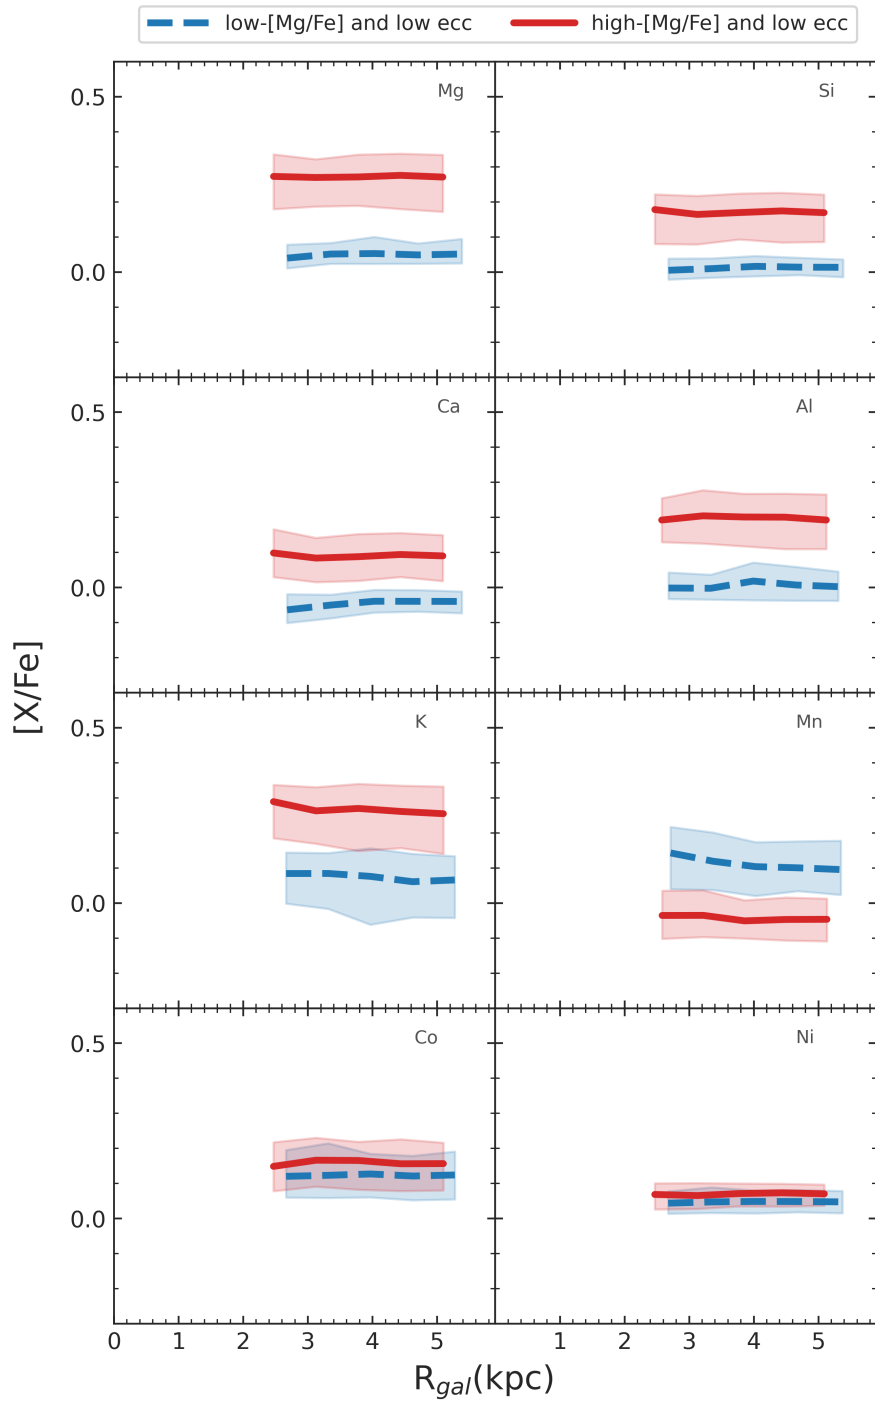 low-[Mg/Fe] and low ecc high-[Mg/Fe] and low ecc
Mg Si
0.5
0.0
Ca Al
0.5
0.0
[X/Fe]
K Mn
0.5
0.0
Co Ni
0.5
0.0
0 1 2 3 4 5 1 2 3 4 5
R_gal(kpc)